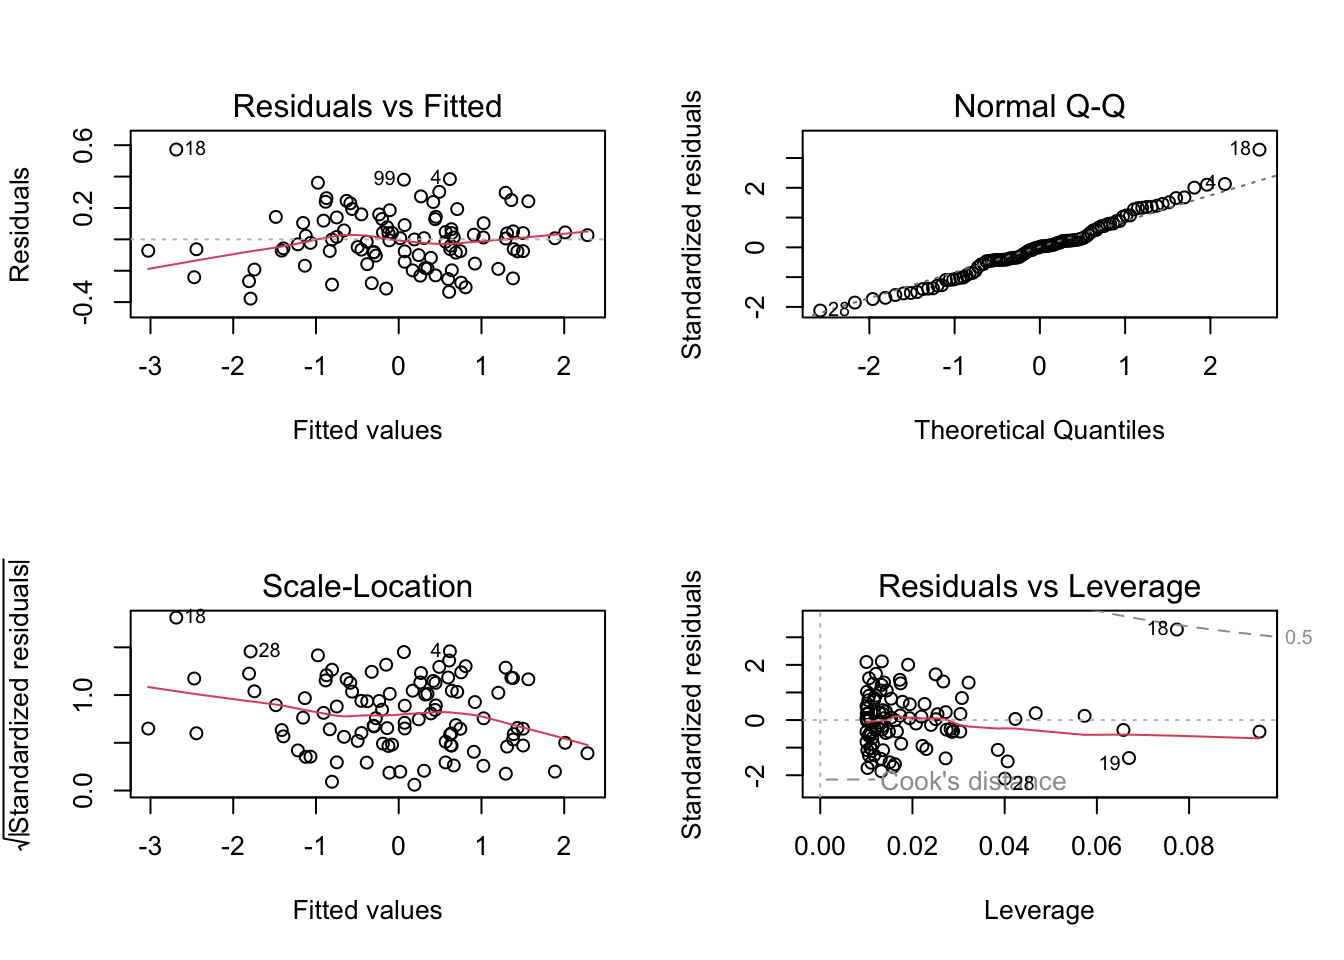 Residuals vs Fitted
Residuals
0.6
0.2
-0.4
18
99
4
-3 -2 -1 0 1 2
Fitted values
Normal Q-Q
Standardized residuals
2
0
-2
18
4
28
-2 -1 0 1 2
Theoretical Quantiles
Scale-Location
√|Standardized residuals|
1.0
0.0
18
28
4
-3 -2 -1 0 1 2
Fitted values
Residuals vs Leverage
Standardized residuals
2
0
-2
18
0.5
19
Cook's distance
28
0.00 0.02 0.04 0.06 0.08
Leverage